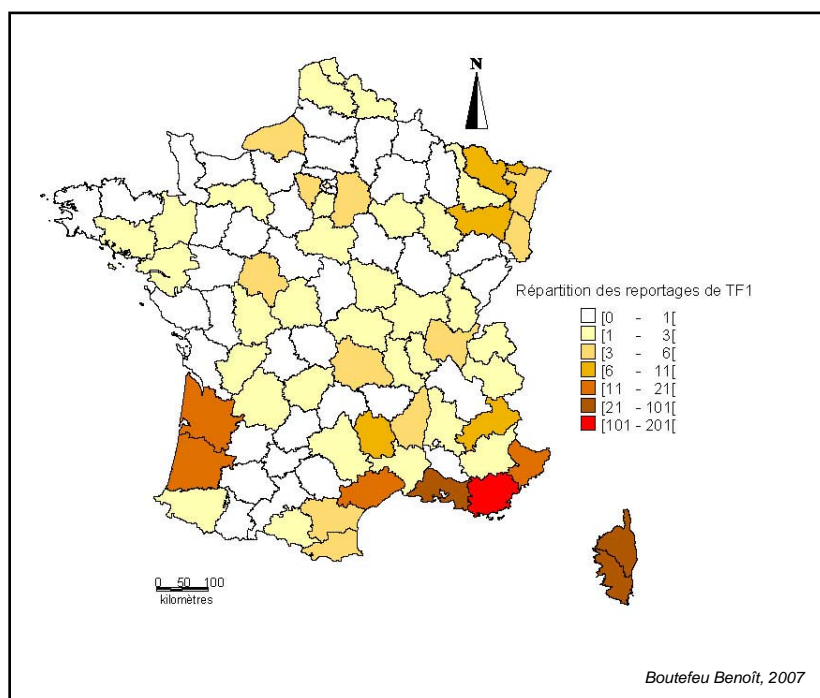 N
Répartition des reportages de TF1
[0 - 1[
[1 - 3[
[3 - 6[
[6 - 11[
[11 - 21[
[21 - 101[
[101 - 201[
0 50 100
kilomètres
Boutefeu Benoît, 2007